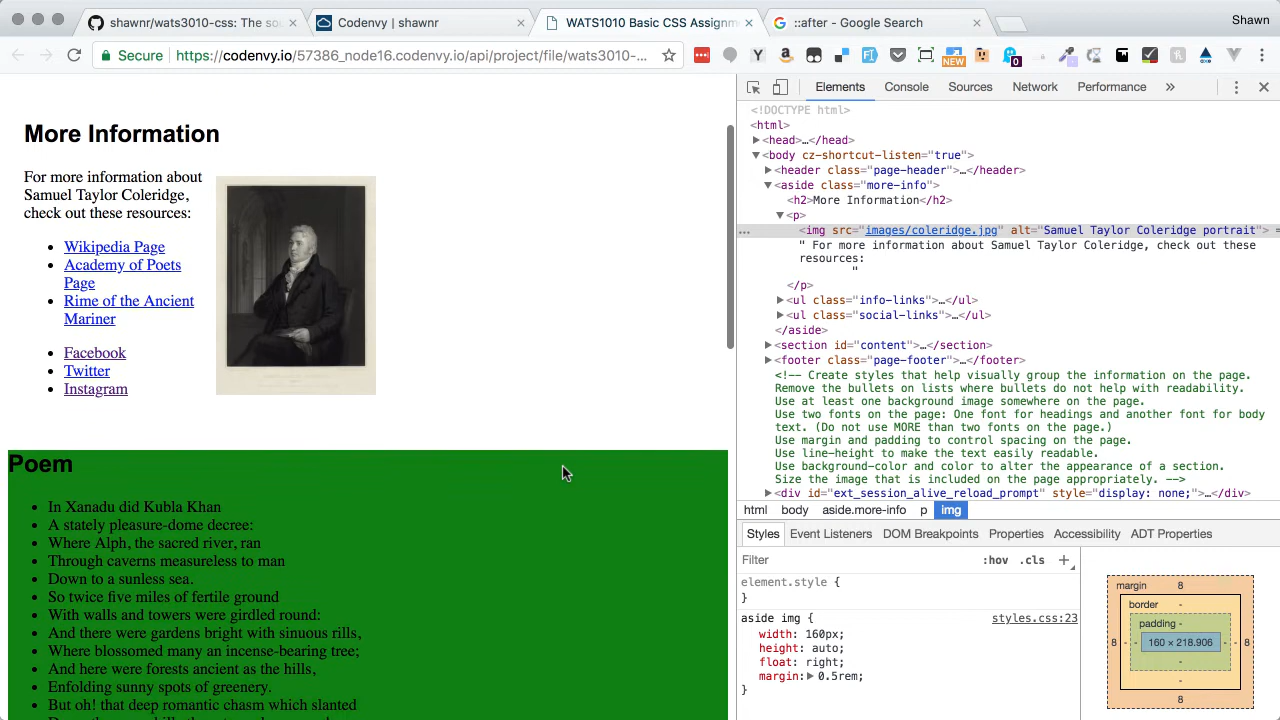 shawnr/wats3010-css: The sou
Codenvy | shawnr
WATS1010 Basic CSS Assignm
::after - Google Search
Shawn
Secure
https://codenvy.io/57386_node16.codenvy.io/api/project/file/wats3010-...
NEW
0
More Information
For more information about
Samuel Taylor Coleridge,
check out these resources:
Wikipedia Page
Academy of Poets
Page
Rime of the Ancient
Mariner
Facebook
Twitter
Instagram
Poem
In Xanadu did Kubla Khan
A stately pleasure-dome decree:
Where Alph, the sacred river, ran
Through caverns measureless to man
Down to a sunless sea.
So twice five miles of fertile ground
With walls and towers were girdled round:
And there were gardens bright with sinuous rills,
Where blossomed many an incense-bearing tree;
And here were forests ancient as the hills,
Enfolding sunny spots of greenery.
But oh! that deep romantic chasm which slanted
Elements Console Sources Network Performance »
<!DOCTYPE html>
<html>
<head>…</head>
<body cz-shortcut-listen="true">
<header class="page-header">…</header>
<aside class="more-info">
<h2>More Information</h2>
<p>
<img src="images/coleridge.jpg" alt="Samuel Taylor Coleridge portrait"> =
" For more information about Samuel Taylor Coleridge, check out these
resources:
"
</p>
<ul class="info-links">…</ul>
<ul class="social-links">…</ul>
</aside>
<section id="content">…</section>
<footer class="page-footer">…</footer>
<!-- Create styles that help visually group the information on the page.
Remove the bullets on lists where bullets do not help with readability.
Use at least one background image somewhere on the page.
Use two fonts on the page: One font for headings and another font for body
text. (Do not use MORE than two fonts on the page.)
Use margin and padding to control spacing on the page.
Use line-height to make the text easily readable.
Use background-color and color to alter the appearance of a section.
Size the image that is included on the page appropriately. -->
<div id="ext_session_alive_reload_prompt" style="display: none;">…</div>
html body aside.more-info p img
Styles Event Listeners DOM Breakpoints Properties Accessibility ADT Properties
Filter :hov .cls +
element.style {
}
aside img { styles.css:23
width: 160px;
height: auto;
float: right;
margin: 0.5rem;
}
margin 8
border -
padding -
8 - - 160 × 218.906 - - 8
-
-
8